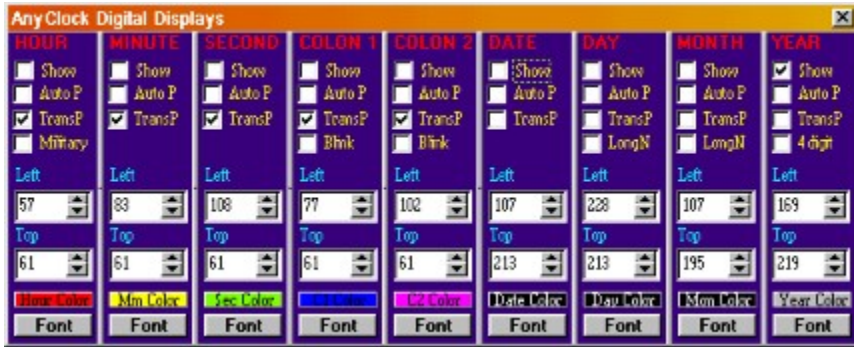 AnyClock Digital Displays
HOUR MINUTE SECOND COLON 1 COLON 2 DATE DAY MONTH YEAR
Show Show Show Show Show Show Show Show Show
Auto P Auto P Auto P Auto P Auto P Auto P Auto P Auto P Auto P
TransP TransP TransP TransP TransP TransP TransP TransP TransP
Military Blink Blink LongN LongN 4 digit
Left Left Left Left Left Left Left Left Left
57 83 108 77 102 107 228 107 169
Top Top Top Top Top Top Top Top Top
61 61 61 61 61 213 213 195 219
Hour Color Mm Color Sec Color C1 Color C2 Color Date Color Day Color Mon Color Year Color
Font Font Font Font Font Font Font Font Font